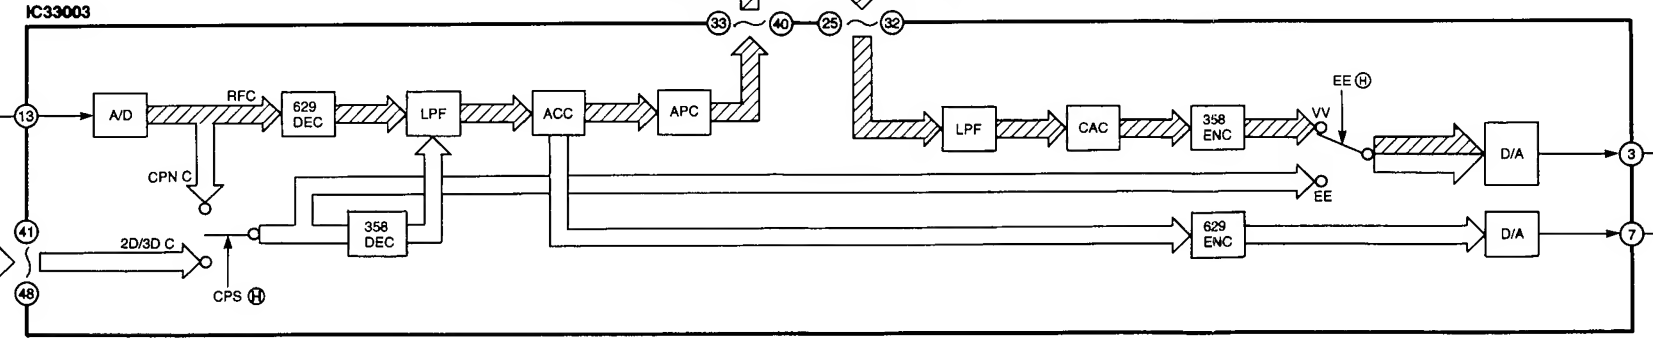 IC33003
33 40 25 32
EE H
RFC
VV
13 A/D 629 DEC LPF ACC APC
LPF CAC 358 ENC D/A 3
CPN C
EE
41 2D/3D C 358 DEC 629 ENC D/A 7
48 CPS H